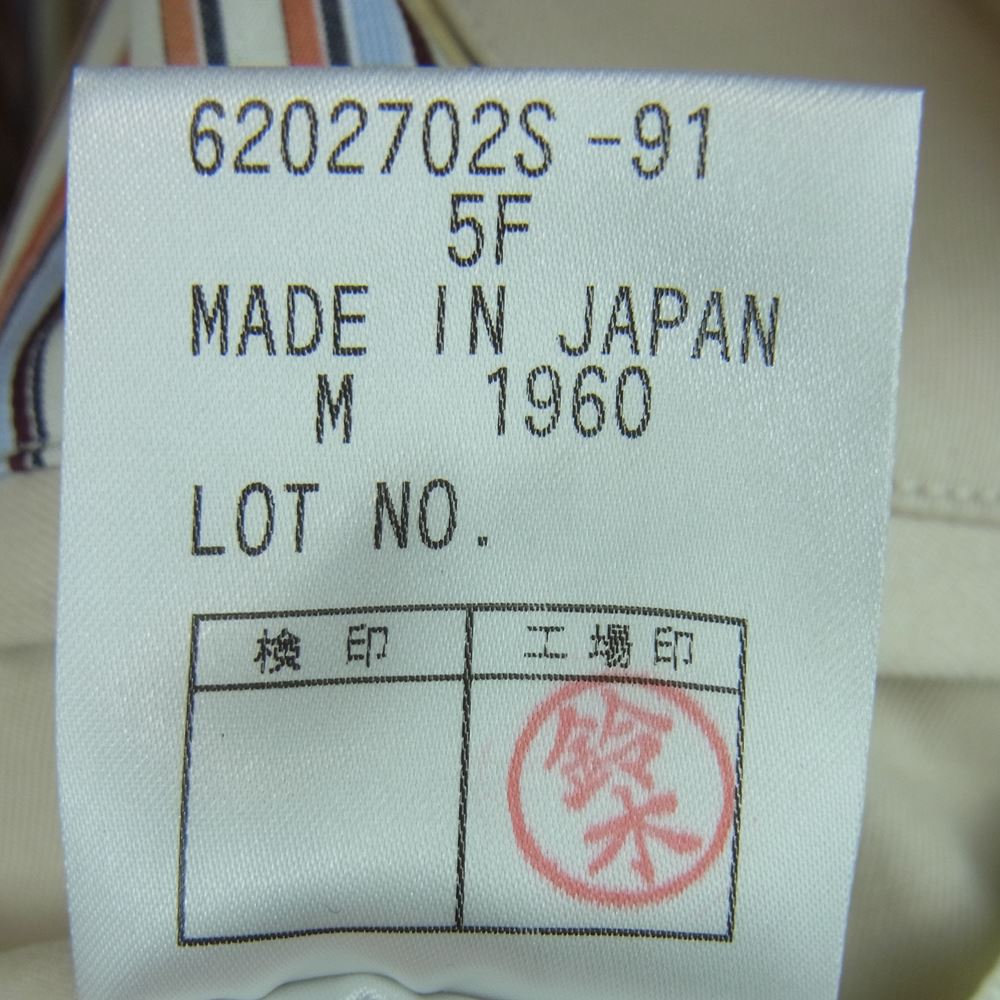 6202702S -91
5F
MADE IN JAPAN
M 1960
LOT NO.
検 印
工 場 印
鈴木